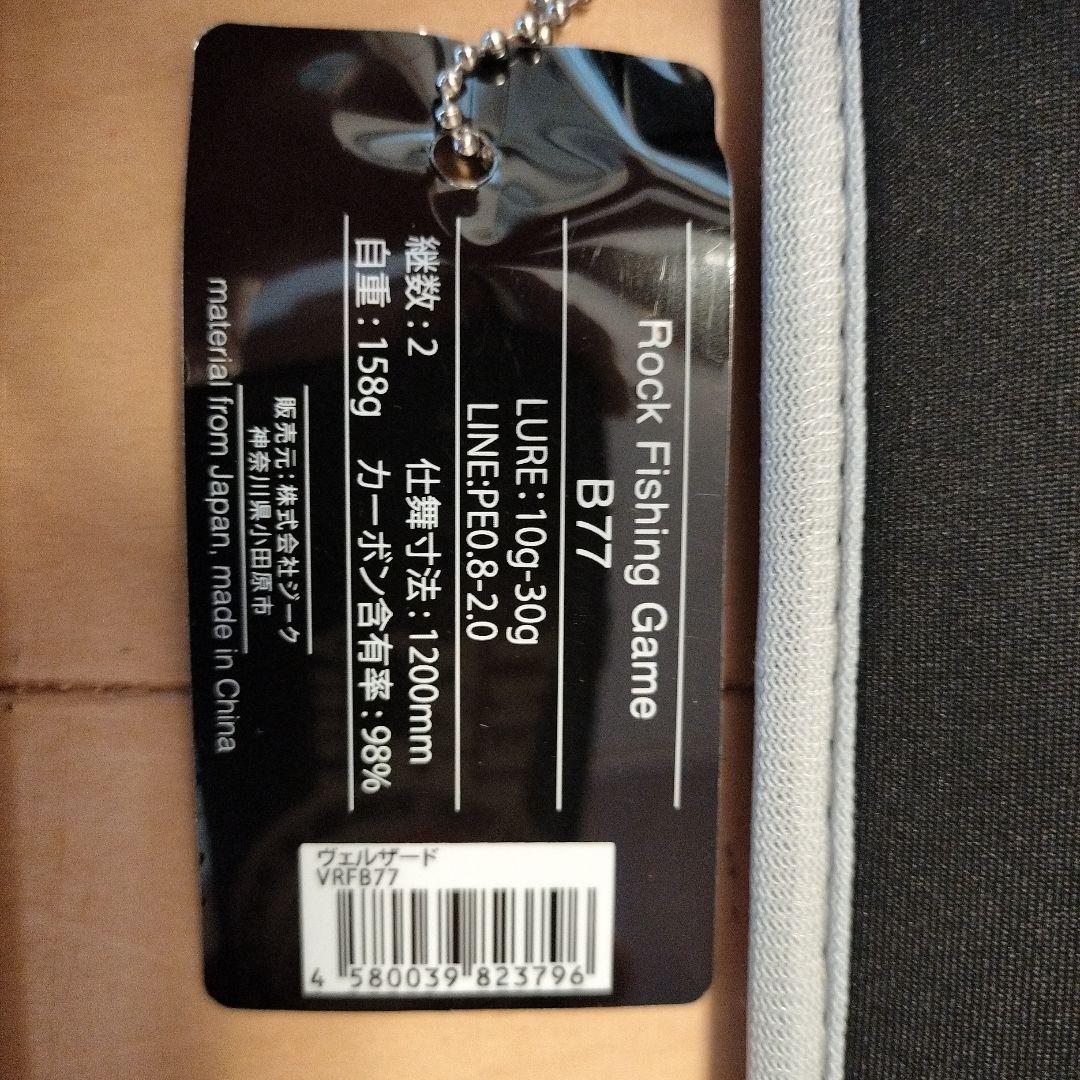 Rock Fishing Game
B77
LURE : 10g-30g
LINE:PE0.8-2.0
継数 : 2 仕舞寸法 : 1200mm
自重 : 158g カーボン含有率 : 98%
販売元 : 株式会社ジーク
神奈川県小田原市
material from Japan, made in China
ヴェルザード
VRFB77
4 580039 823796